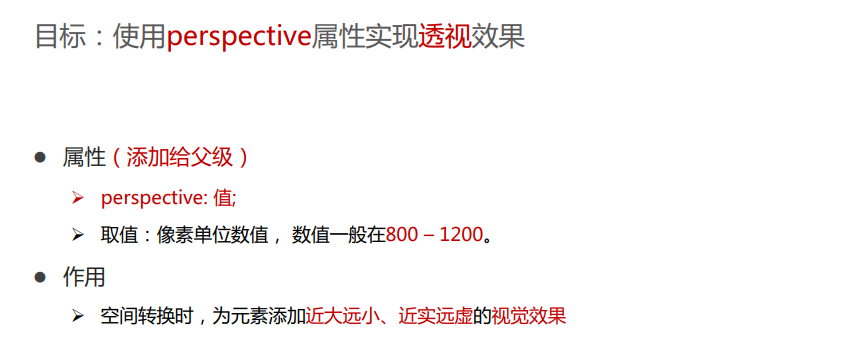 目标：使用perspective属性实现透视效果
属性（添加给父级）
perspective: 值;
取值：像素单位数值， 数值一般在800 – 1200。
作用
空间转换时，为元素添加近大远小、近实远虚的视觉效果